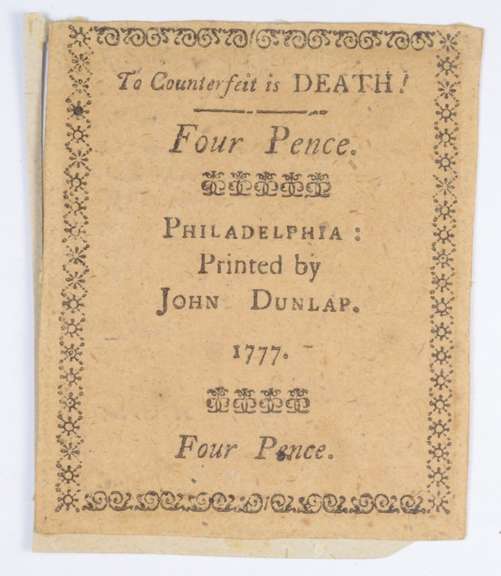 To Counterfeit is DEATH!
Four Pence.
PHILADELPHIA:
Printed by
JOHN DUNLAP.
1777.
Four Pence.